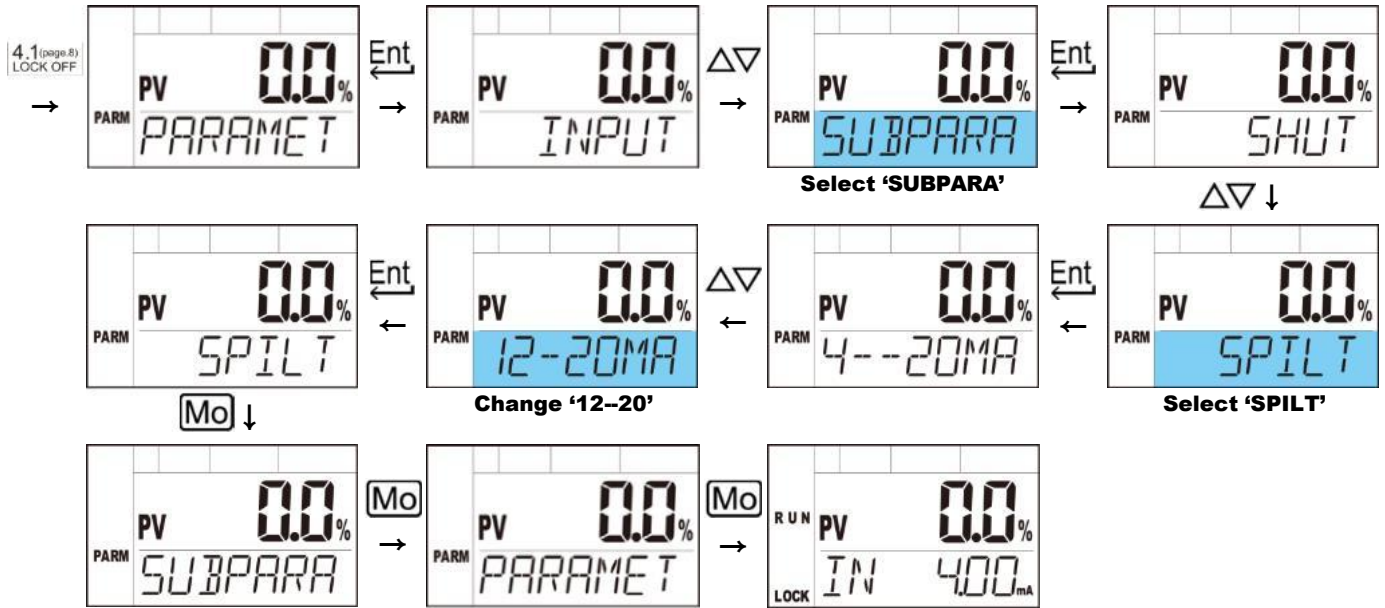 4.1(page.8)
LOCK OFF
→
PARM PV 0.0%
PARAMET
Ent
→
PARM PV 0.0%
INPUT
△▽
→
PARM PV 0.0%
SUBPARA
Select ‘SUBPARA’
Ent
→
PARM PV 0.0%
SHUT
△▽ ↓
PARM PV 0.0%
SPILT
Select ‘SPILT’
Ent
←
PARM PV 0.0%
4--20MA
△▽
←
PARM PV 0.0%
12-20MA
Change ‘12--20’
Ent
←
PARM PV 0.0%
SPILT
Mo ↓
PARM PV 0.0%
SUBPARA
Mo
→
PARM PV 0.0%
PARAMET
Mo
→
RUN PV 0.0%
LOCK IN 4.00mA